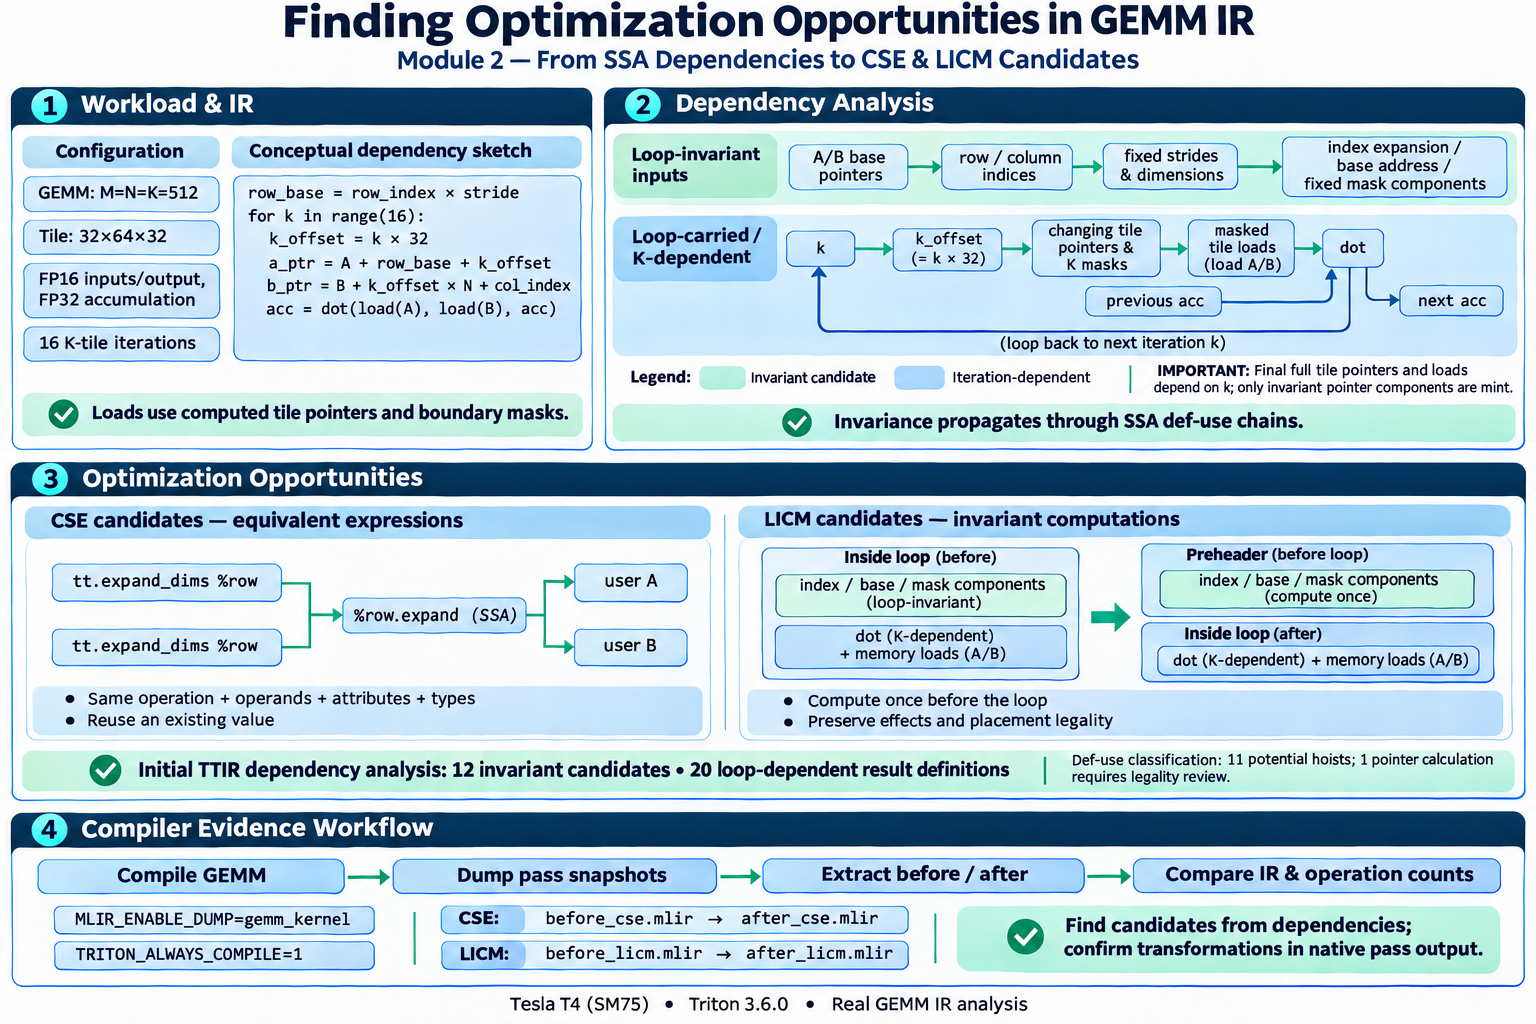 Finding Optimization Opportunities in GEMM IR
Module 2 — From SSA Dependencies to CSE & LICM Candidates
1 Workload & IR
Configuration
GEMM: M=N=K=512
Tile: 32×64×32
FP16 inputs/output,
FP32 accumulation
16 K-tile iterations
Conceptual dependency sketch
row_base = row_index × stride
for k in range(16):
k_offset = k × 32
a_ptr = A + row_base + k_offset
b_ptr = B + k_offset × N + col_index
acc = dot(load(A), load(B), acc)
Loads use computed tile pointers and boundary masks.
2 Dependency Analysis
Loop-invariant
inputs
A/B base
pointers
row / column
indices
fixed strides
& dimensions
index expansion /
base address /
fixed mask components
Loop-carried /
K-dependent
k
k_offset
(= k × 32)
changing tile
pointers &
K masks
masked
tile loads
(load A/B)
dot
previous acc
next acc
(loop back to next iteration k)
Legend:
Invariant candidate
Iteration-dependent
IMPORTANT: Final full tile pointers and loads
depend on k; only invariant pointer components are mint.
Invariance propagates through SSA def-use chains.
3 Optimization Opportunities
CSE candidates — equivalent expressions
tt.expand_dims %row
tt.expand_dims %row
%row.expand (SSA)
user A
user B
• Same operation + operands + attributes + types
• Reuse an existing value
LICM candidates — invariant computations
Inside loop (before)
index / base / mask components
(loop-invariant)
dot (K-dependent)
+ memory loads (A/B)
Preheader (before loop)
index / base / mask components
(compute once)
Inside loop (after)
dot (K-dependent) + memory loads (A/B)
• Compute once before the loop
• Preserve effects and placement legality
Initial TTIR dependency analysis: 12 invariant candidates • 20 loop-dependent result definitions
Def-use classification: 11 potential hoists; 1 pointer calculation
requires legality review.
4 Compiler Evidence Workflow
Compile GEMM
Dump pass snapshots
Extract before / after
Compare IR & operation counts
MLIR_ENABLE_DUMP=gemm_kernel
TRITON_ALWAYS_COMPILE=1
CSE: before_cse.mlir → after_cse.mlir
LICM: before_licm.mlir → after_licm.mlir
Find candidates from dependencies;
confirm transformations in native pass output.
Tesla T4 (SM75) • Triton 3.6.0 • Real GEMM IR analysis